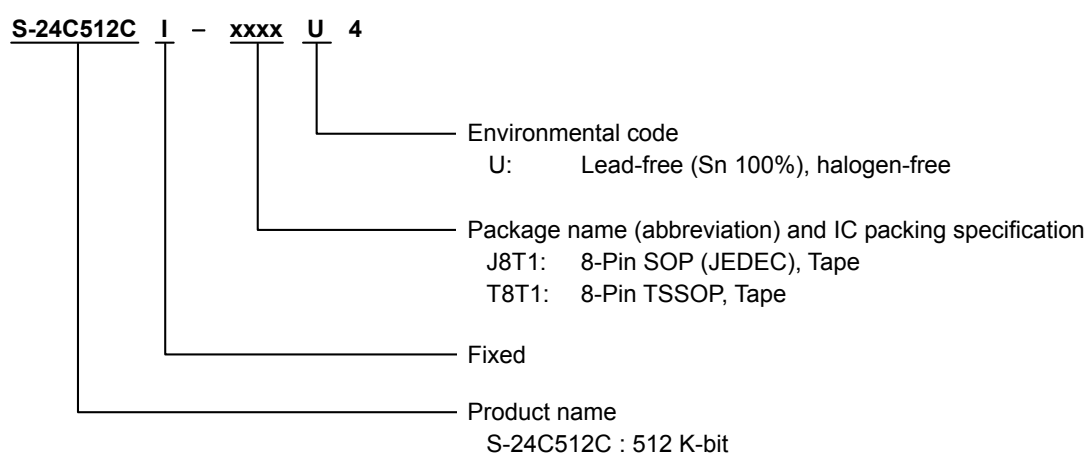 S-24C512C I – xxxx U 4
Environmental code
U: Lead-free (Sn 100%), halogen-free
Package name (abbreviation) and IC packing specification
J8T1: 8-Pin SOP (JEDEC), Tape
T8T1: 8-Pin TSSOP, Tape
Fixed
Product name
S-24C512C : 512 K-bit